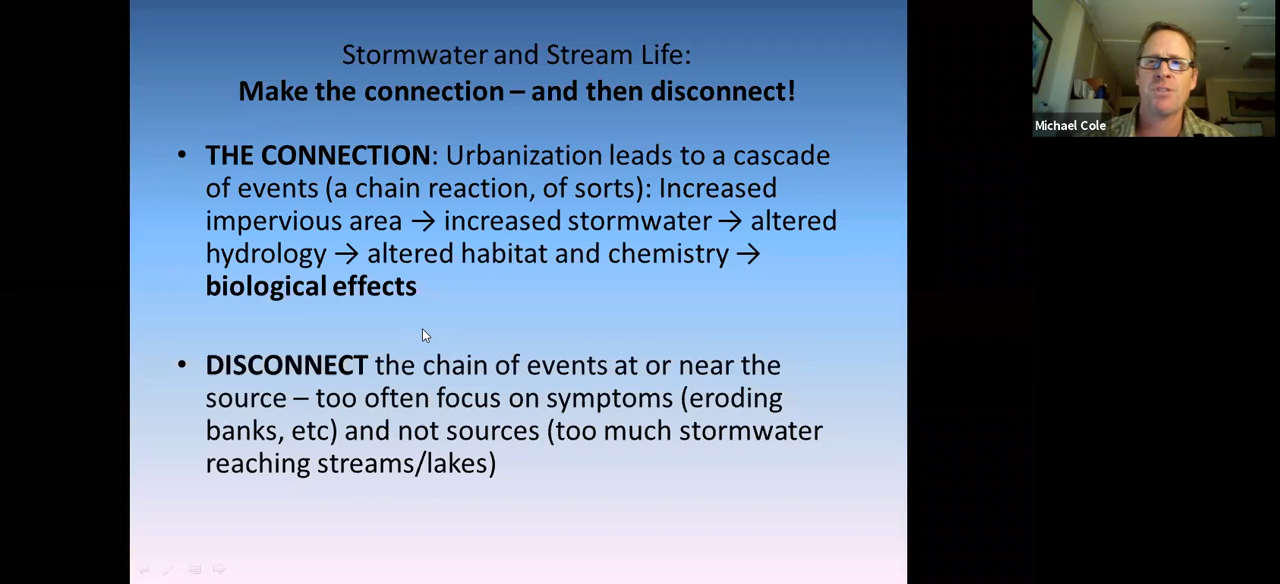 Stormwater and Stream Life:
Make the connection – and then disconnect!
• THE CONNECTION: Urbanization leads to a cascade
of events (a chain reaction, of sorts): Increased
impervious area → increased stormwater → altered
hydrology → altered habitat and chemistry →
biological effects
• DISCONNECT the chain of events at or near the
source – too often focus on symptoms (eroding
banks, etc) and not sources (too much stormwater
reaching streams/lakes)
Michael Cole